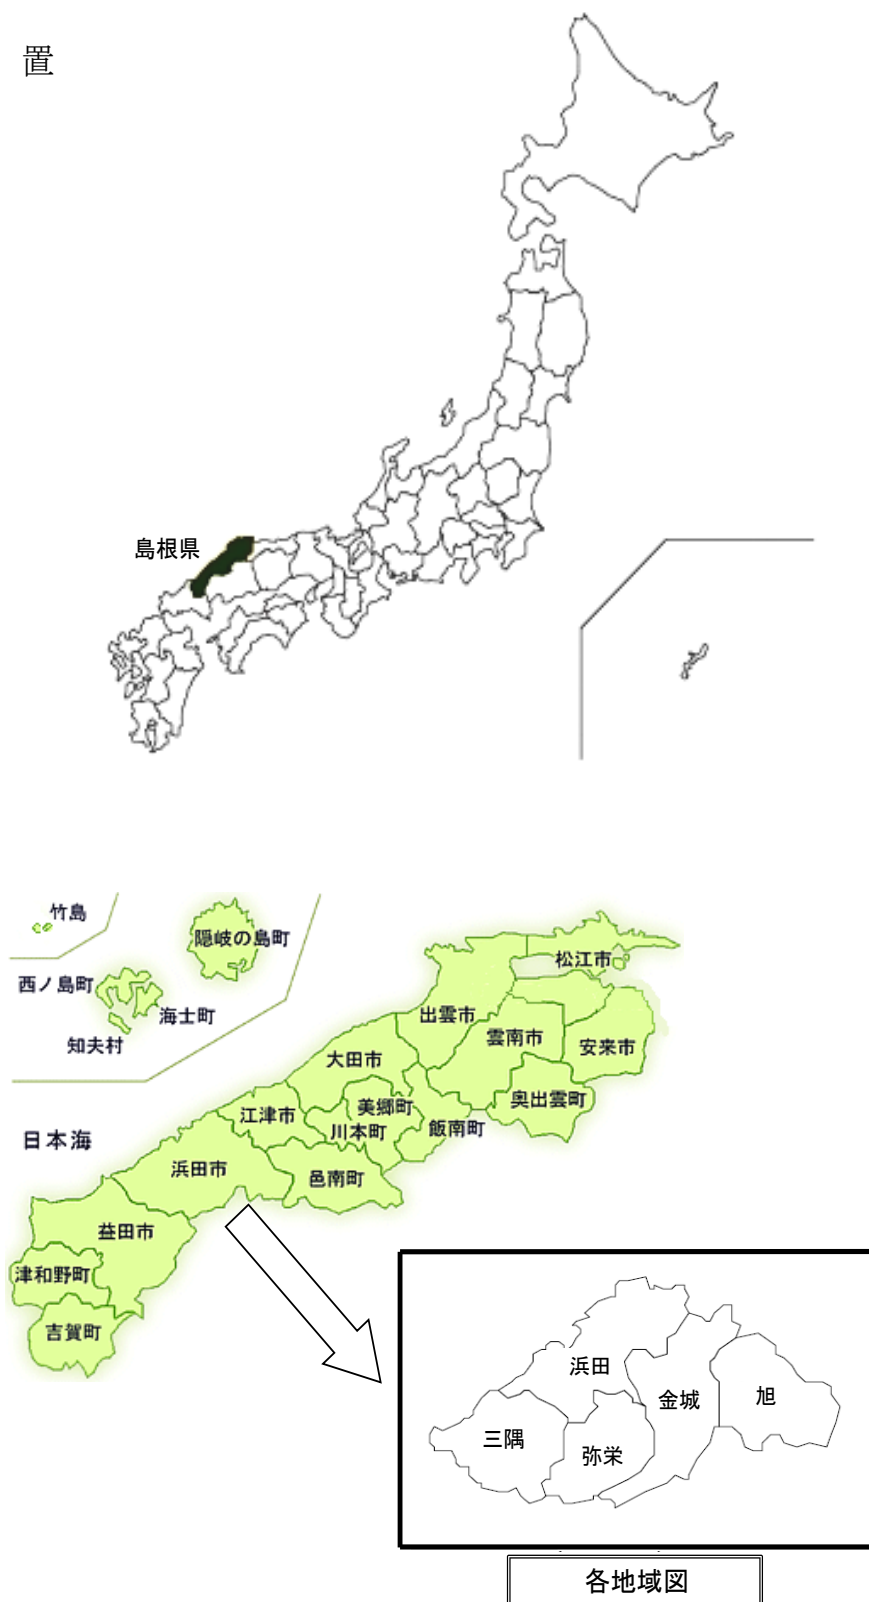 置
島根県
竹島
隠岐の島町
西ノ島町
海士町
知夫村
松江市
出雲市
雲南市
安来市
大田市
奥出雲町
美郷町
江津市
川本町
飯南町
日本海
浜田市
邑南町
益田市
津和野町
吉賀町
浜田
金城
旭
三隅
弥栄
各地域図